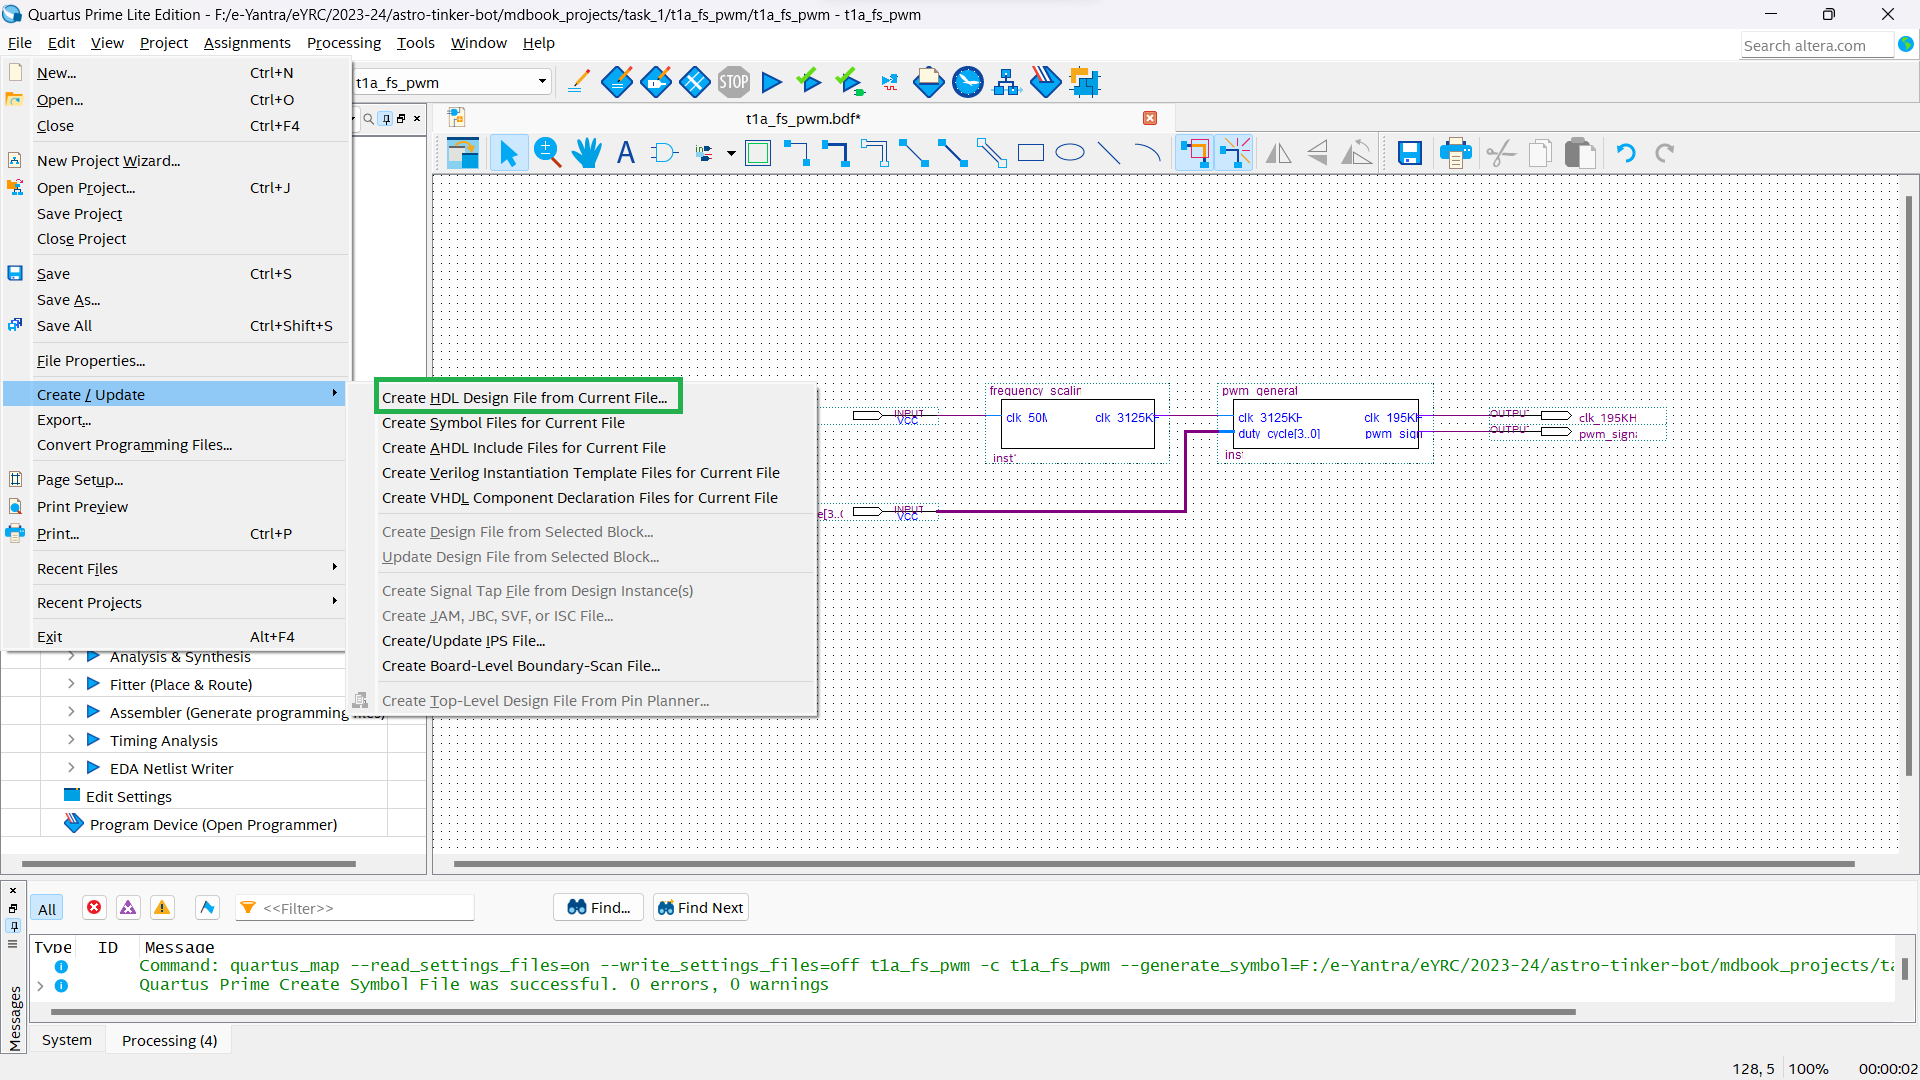 Quartus Prime Lite Edition - F:/e-Yantra/eYRC/2023-24/astro-tinker-bot/mdbook_projects/task_1/t1a_fs_pwm/t1a_fs_pwm - t1a_fs_pwm
File Edit View Project Assignments Processing Tools Window Help
Search altera.com
New... Ctrl+N
Open... Ctrl+O
Close Ctrl+F4
New Project Wizard...
Open Project... Ctrl+J
Save Project
Close Project
Save Ctrl+S
Save As...
Save All Ctrl+Shift+S
File Properties...
Create / Update
Export...
Convert Programming Files...
Page Setup...
Print Preview
Print... Ctrl+P
Recent Files
Recent Projects
Exit Alt+F4
t1a_fs_pwm
STOP
t1a_fs_pwm.bdf*
Create HDL Design File from Current File...
Create Symbol Files for Current File
Create AHDL Include Files for Current File
Create Verilog Instantiation Template Files for Current File
Create VHDL Component Declaration Files for Current File
Create Design File from Selected Block...
Update Design File from Selected Block...
Create Signal Tap File from Design Instance(s)
Create JAM, JBC, SVF, or ISC File...
Create/Update IPS File...
Create Board-Level Boundary-Scan File...
Create Top-Level Design File From Pin Planner...
INPUT
VCC
frequency_scalin
clk_50M
clk_3125K
inst
pwm_generat
clk_3125KH
clk_195KH
duty_cycle[3..0]
pwm_sign
ins
OUTPUT
clk_195KH
OUTPUT
pwm_signa
e[3..0
INPUT
VCC
Analysis & Synthesis
Fitter (Place & Route)
Assembler (Generate programming files)
Timing Analysis
EDA Netlist Writer
Edit Settings
Program Device (Open Programmer)
All
<<Filter>>
Find...
Find Next
Type ID Message
Command: quartus_map --read_settings_files=on --write_settings_files=off t1a_fs_pwm -c t1a_fs_pwm --generate_symbol=F:/e-Yantra/eYRC/2023-24/astro-tinker-bot/mdbook_projects/ta
Quartus Prime Create Symbol File was successful. 0 errors, 0 warnings
Messages
System
Processing (4)
128, 5 100% 00:00:02